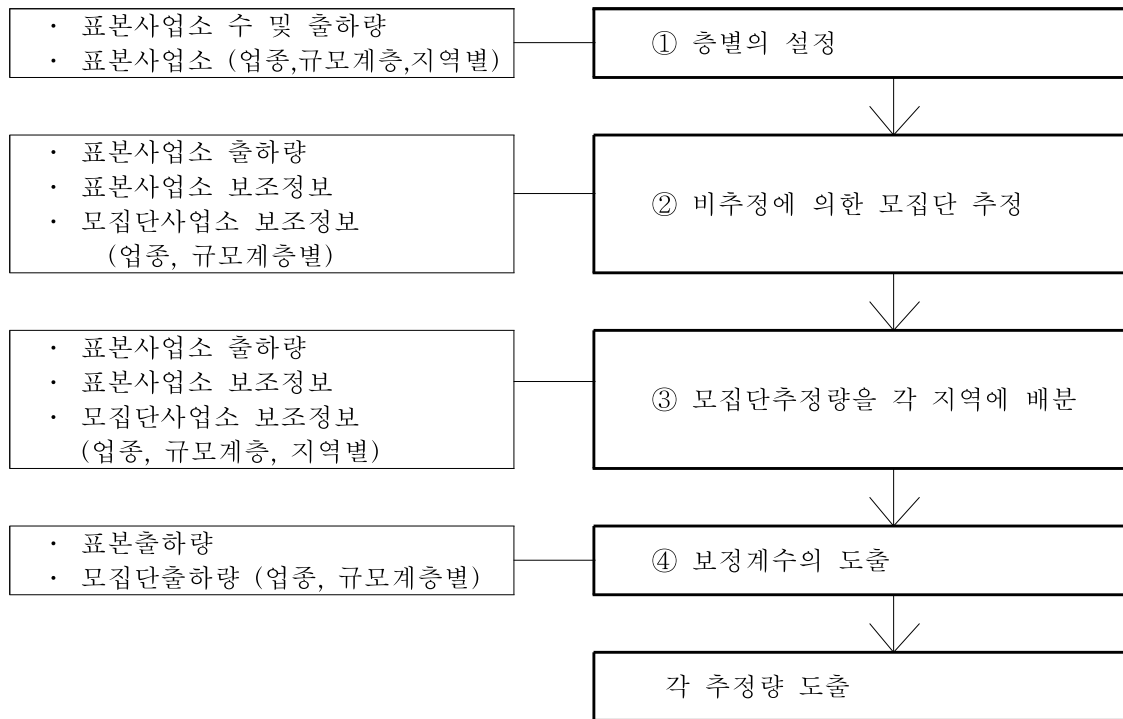 · 표본사업소 수 및 출하량
· 표본사업소 (업종,규모계층,지역별)
① 층별의 설정
· 표본사업소 출하량
· 표본사업소 보조정보
· 모집단사업소 보조정보
(업종, 규모계층별)
② 비추정에 의한 모집단 추정
· 표본사업소 출하량
· 표본사업소 보조정보
· 모집단사업소 보조정보
(업종, 규모계층, 지역별)
③ 모집단추정량을 각 지역에 배분
· 표본출하량
· 모집단출하량 (업종, 규모계층별)
④ 보정계수의 도출
각 추정량 도출